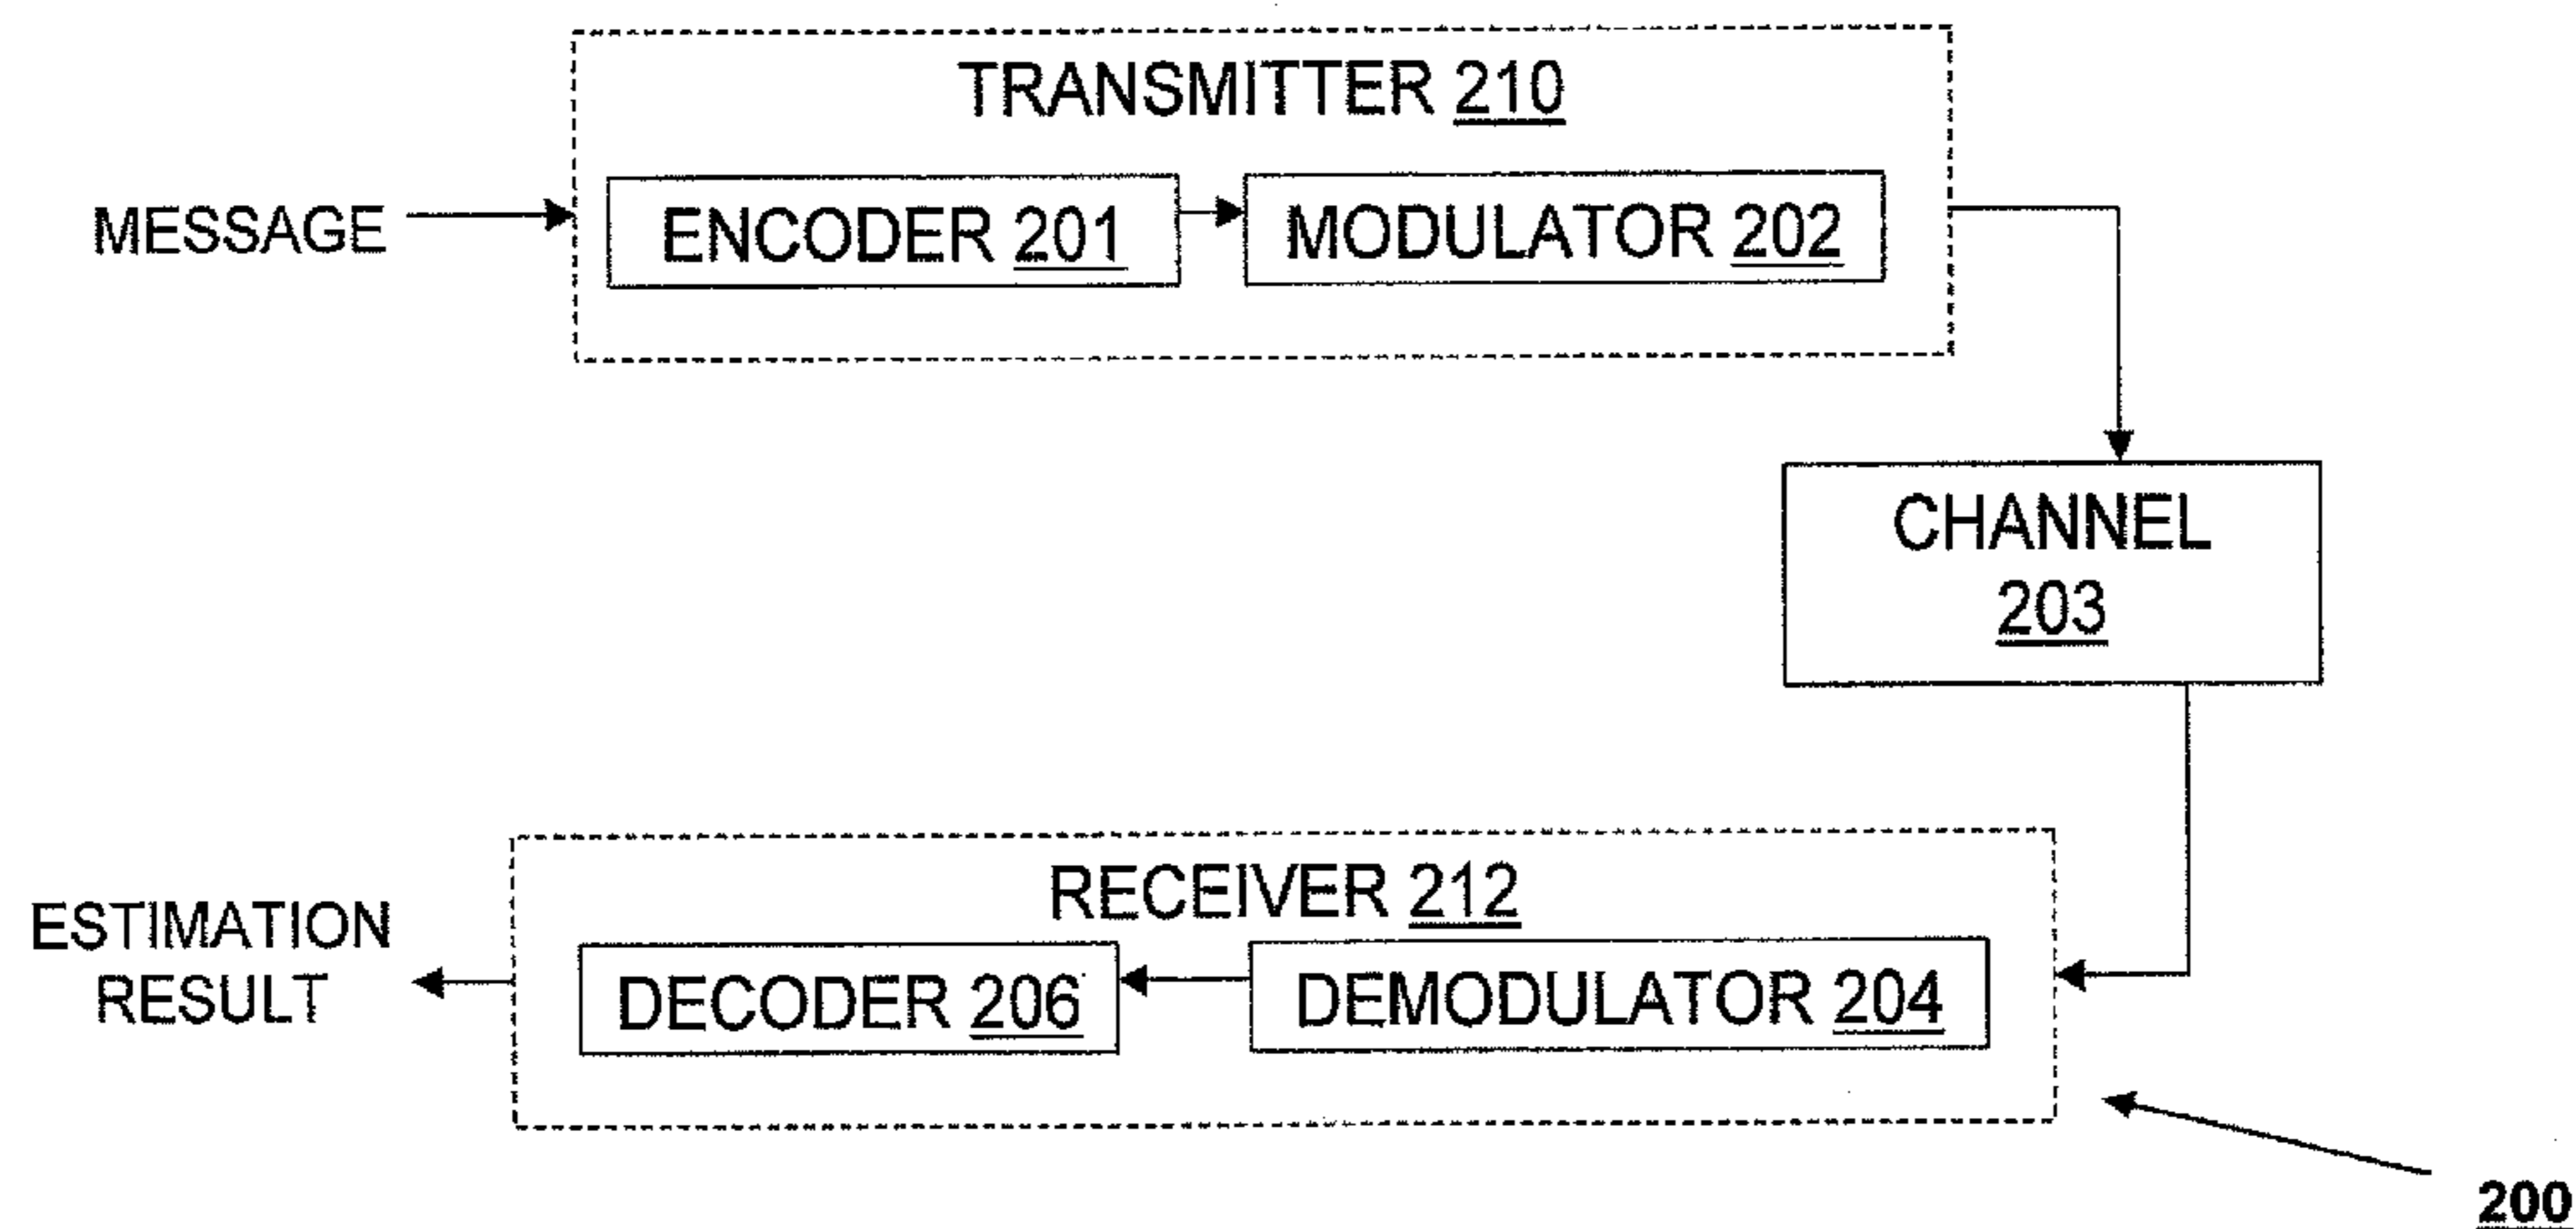 TRANSMITTER 210
MESSAGE
ENCODER 201
MODULATOR 202
CHANNEL
203
RECEIVER 212
ESTIMATION
RESULT
DECODER 206
DEMODULATOR 204
200